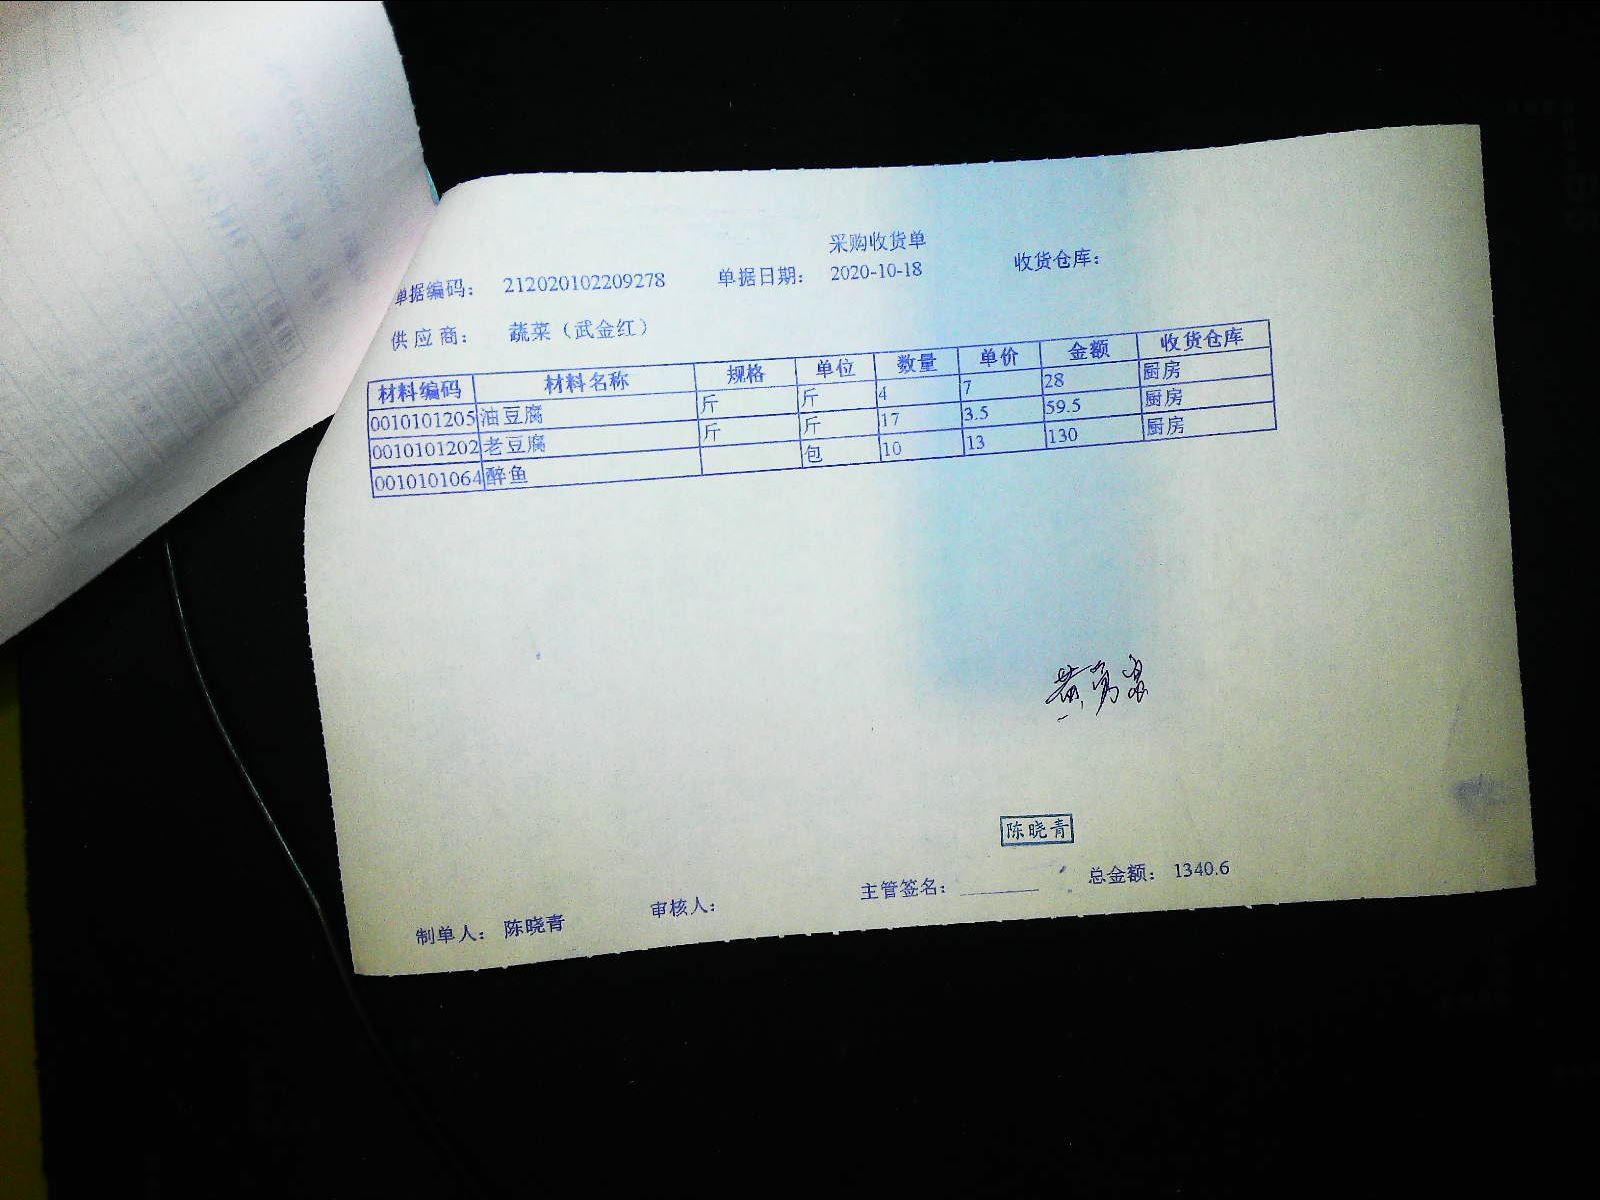 采购收货单
单据编码: 212020102209278 单据日期: 2020-10-18 收货仓库:
供应商: 蔬菜（武金红）
材料编码 材料名称 规格 单位 数量 单价 金额 收货仓库
0010101205 油豆腐 斤 斤 4 7 28 厨房
0010101202 老豆腐 斤 斤 17 3.5 59.5 厨房
0010101064 醉鱼 包 10 13 130 厨房
陈晓青
制单人: 陈晓青 审核人: 主管签名: 总金额: 1340.6